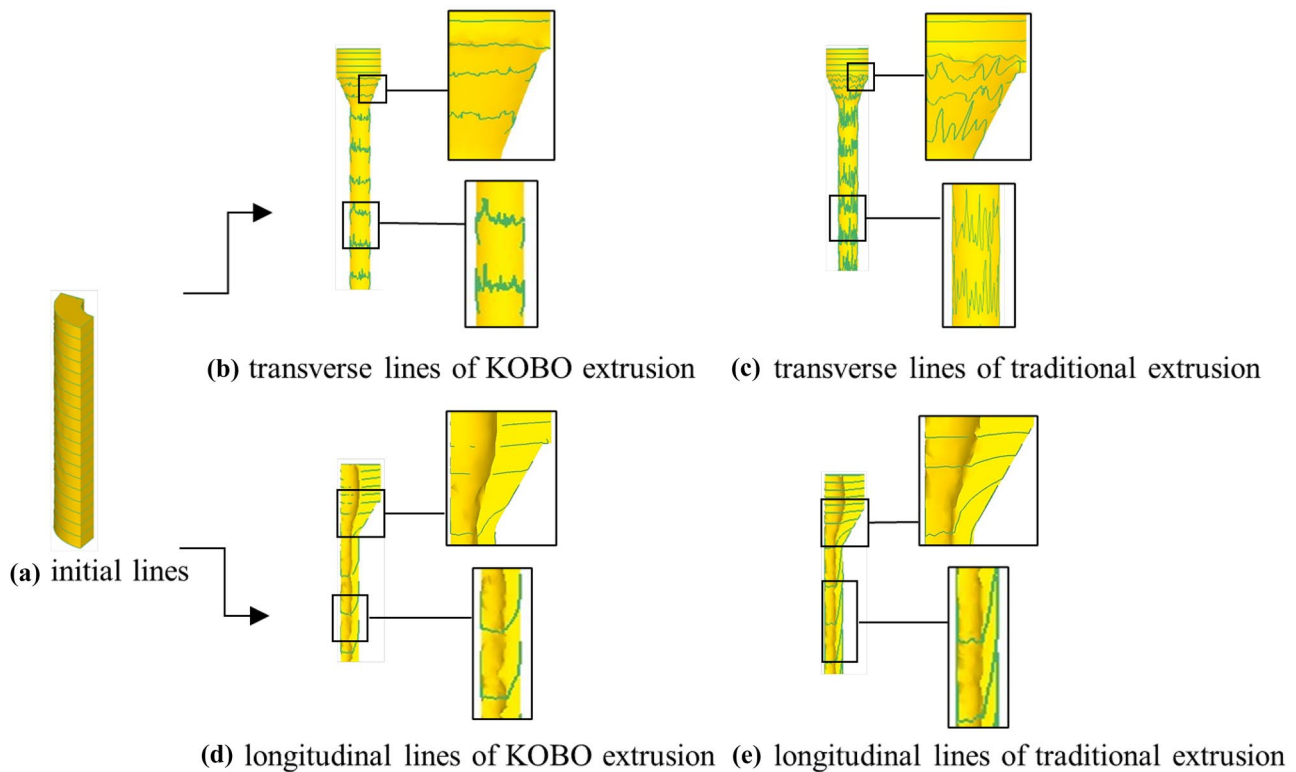 (b) transverse lines of KOBO extrusion
(c) transverse lines of traditional extrusion
(a) initial lines
(d) longitudinal lines of KOBO extrusion
(e) longitudinal lines of traditional extrusion